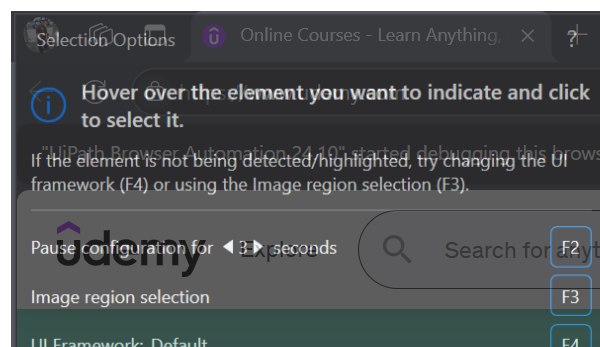 Selection Options
Online Courses - Learn Anything,
?
Hover over the element you want to indicate and click
to select it.
"UiPath Browser Automation 24.10" started debugging this brows
If the element is not being detected/highlighted, try changing the UI
framework (F4) or using the Image region selection (F3).
udemy
Explore
Search for anyt
Pause configuration for 3 seconds
F2
Image region selection
F3
UI Framework: Default
F4